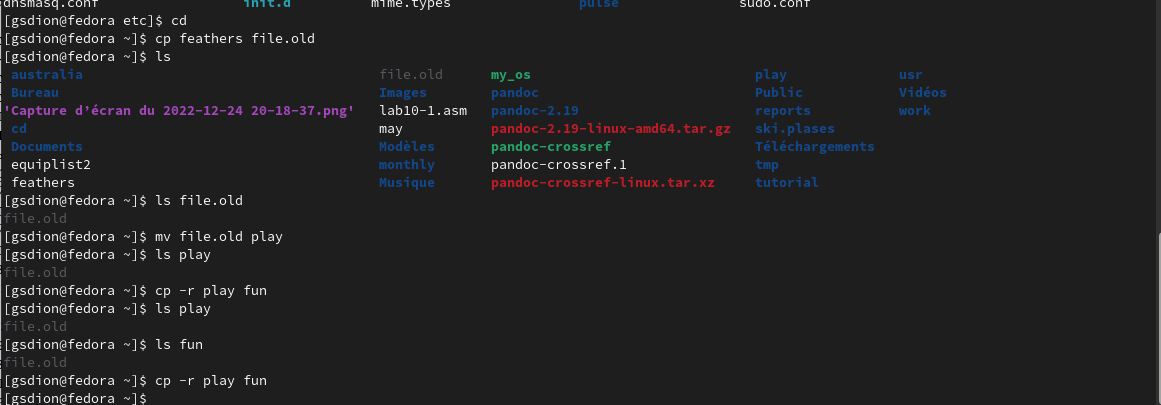 dnsmasq.conf init.d mime.types pulse sudo.conf
[gsdion@fedora etc]$ cd
[gsdion@fedora ~]$ cp feathers file.old
[gsdion@fedora ~]$ ls
australia file.old my_os play usr
Bureau Images pandoc Public Vidéos
'Capture d’écran du 2022-12-24 20-18-37.png' lab10-1.asm pandoc-2.19 reports work
cd may pandoc-2.19-linux-amd64.tar.gz ski.plases
Documents Modèles pandoc-crossref Téléchargements
equiplist2 monthly pandoc-crossref.1 tmp
feathers Musique pandoc-crossref-linux.tar.xz tutorial
[gsdion@fedora ~]$ ls file.old
file.old
[gsdion@fedora ~]$ mv file.old play
[gsdion@fedora ~]$ ls play
file.old
[gsdion@fedora ~]$ cp -r play fun
[gsdion@fedora ~]$ ls play
file.old
[gsdion@fedora ~]$ ls fun
file.old
[gsdion@fedora ~]$ cp -r play fun
[gsdion@fedora ~]$